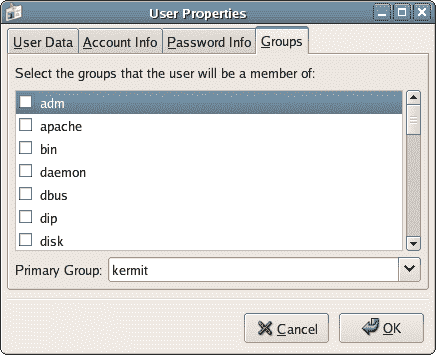 User Properties
User Data Account Info Password Info Groups
Select the groups that the user will be a member of:
adm
apache
bin
daemon
dbus
dip
disk
Primary Group: kermit
Cancel OK